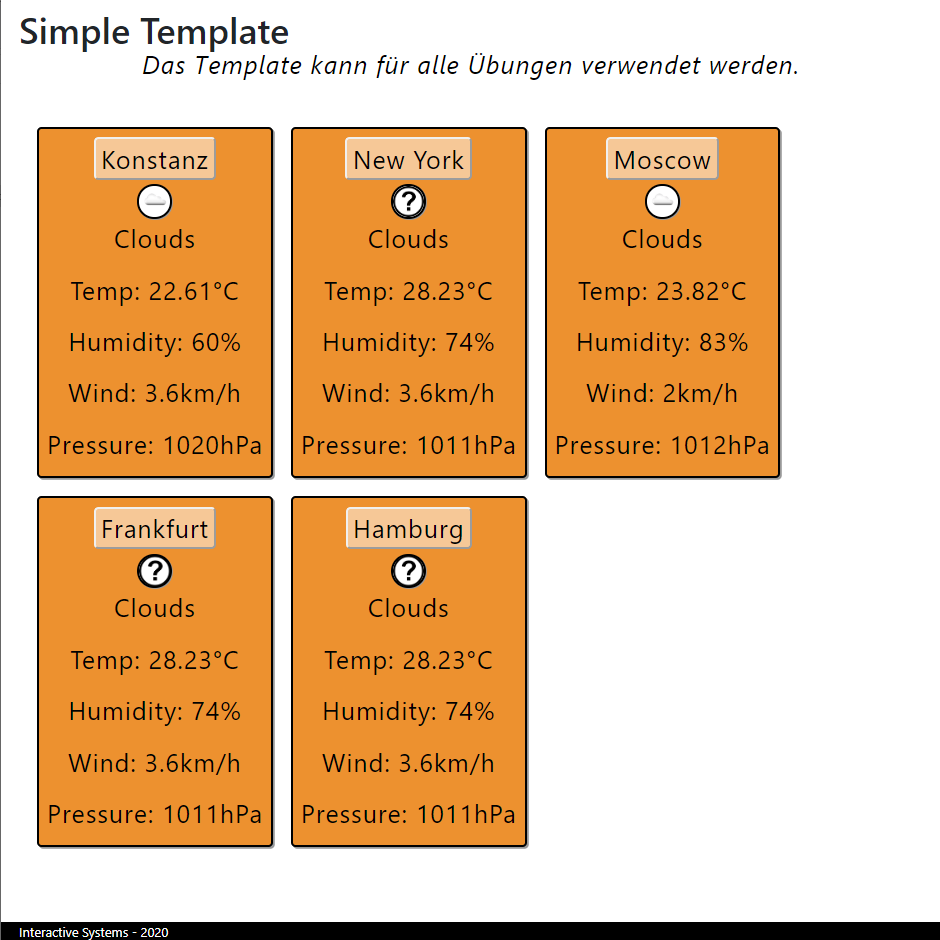 Simple Template
Das Template kann für alle Übungen verwendet werden.
Konstanz
Clouds
Temp: 22.61°C
Humidity: 60%
Wind: 3.6km/h
Pressure: 1020hPa
New York
?
Clouds
Temp: 28.23°C
Humidity: 74%
Wind: 3.6km/h
Pressure: 1011hPa
Moscow
Clouds
Temp: 23.82°C
Humidity: 83%
Wind: 2km/h
Pressure: 1012hPa
Frankfurt
?
Clouds
Temp: 28.23°C
Humidity: 74%
Wind: 3.6km/h
Pressure: 1011hPa
Hamburg
?
Clouds
Temp: 28.23°C
Humidity: 74%
Wind: 3.6km/h
Pressure: 1011hPa
Interactive Systems - 2020